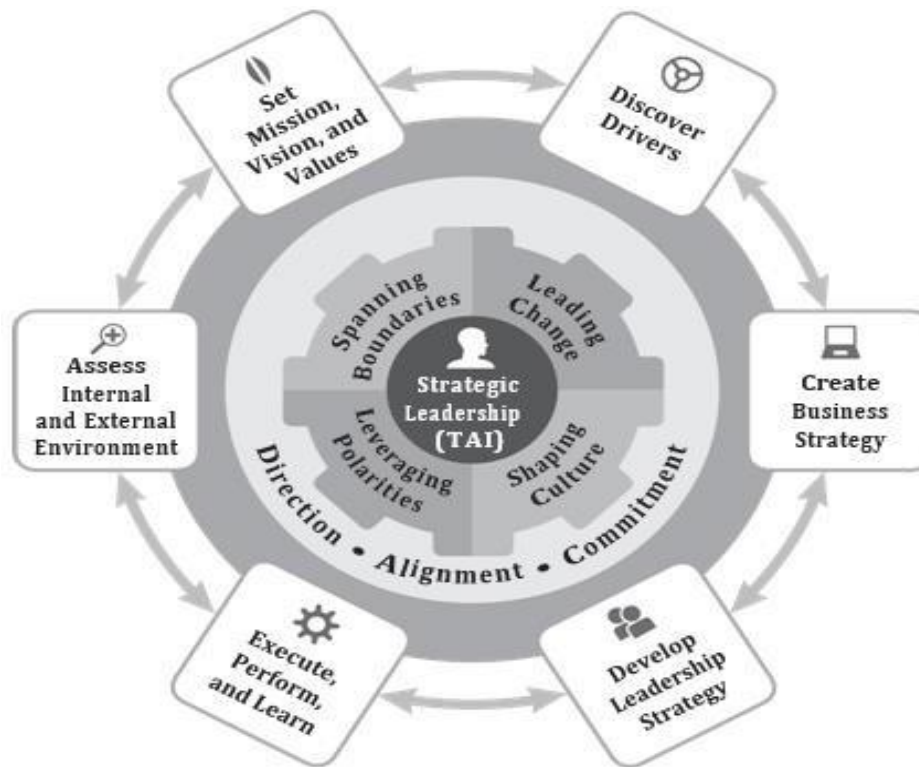 Set
Mission,
Vision, and
Values
Discover
Drivers
Spanning
Boundaries
Leading
Change
Assess
Internal
and External
Environment
Strategic
Leadership
(TAI)
Create
Business
Strategy
Leveraging
Polarities
Shaping
Culture
Direction • Alignment • Commitment
Execute,
Perform,
and Learn
Develop
Leadership
Strategy